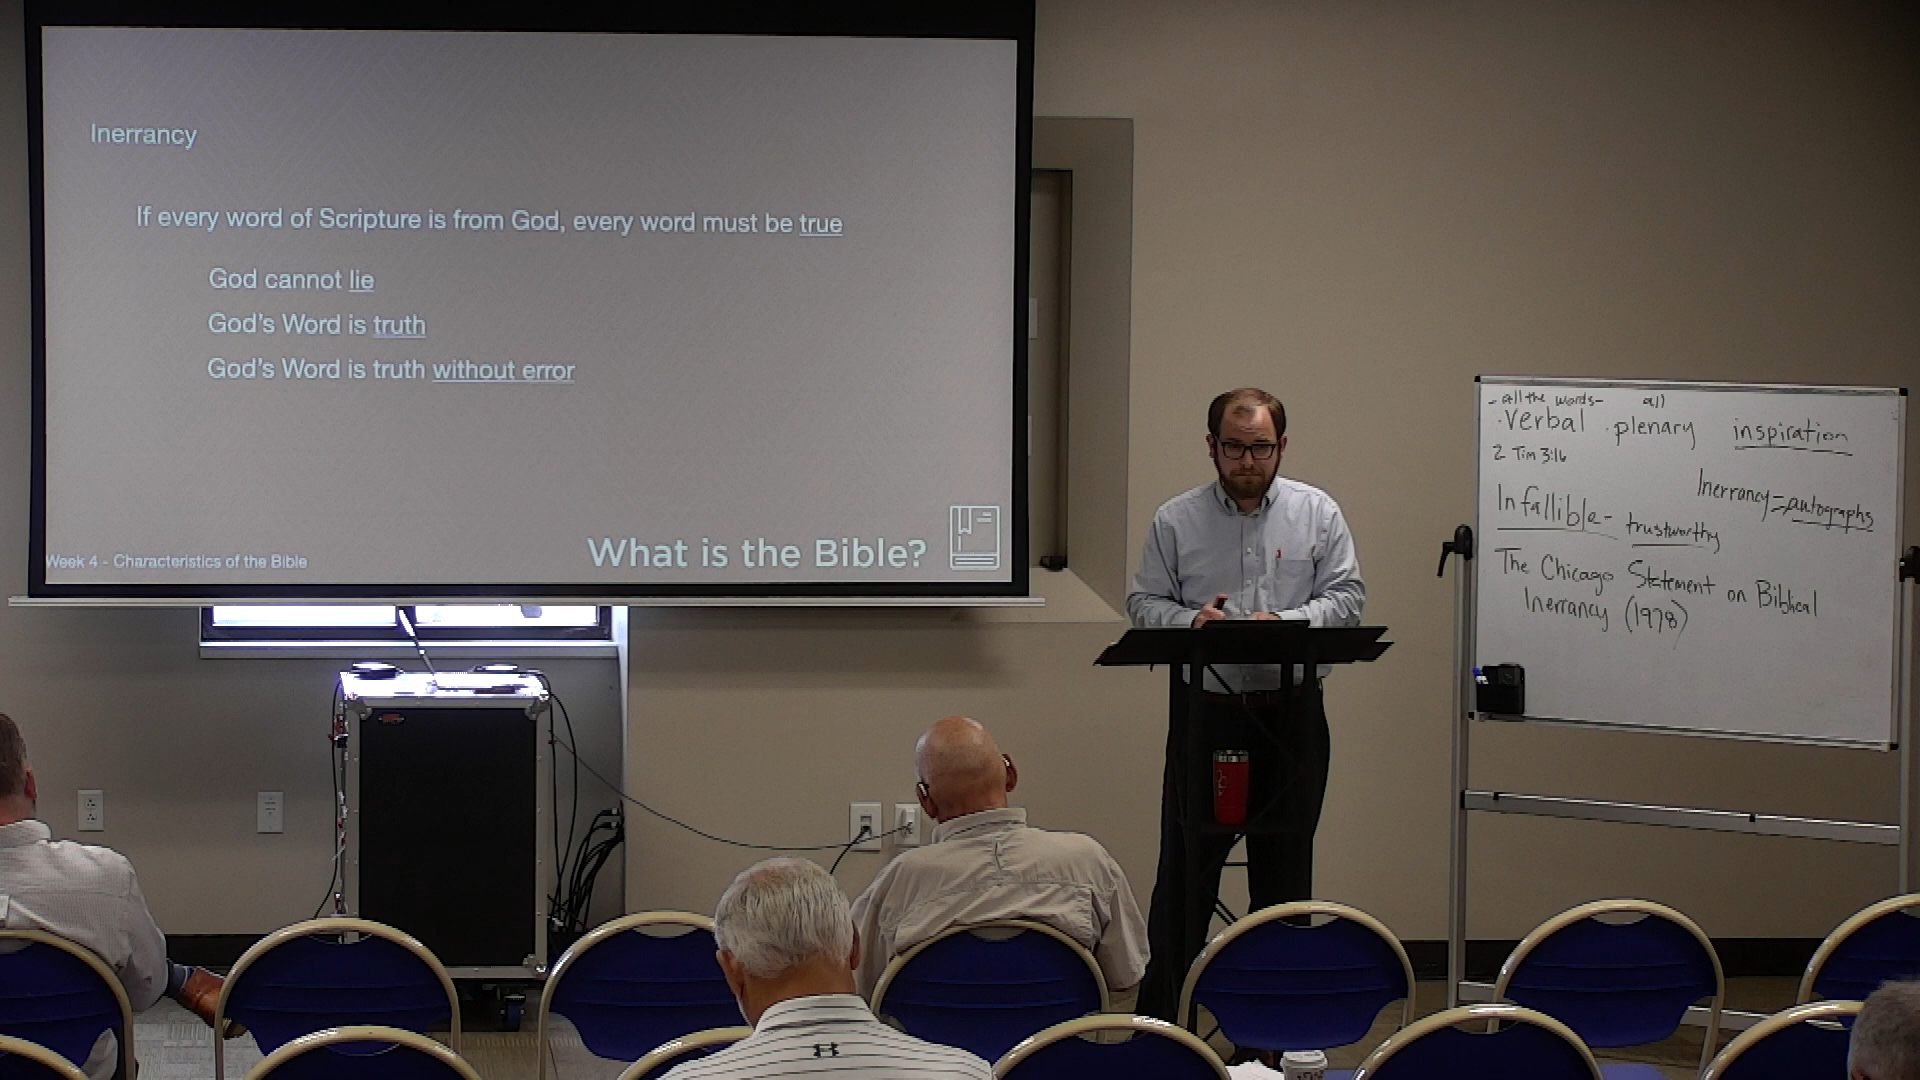 Inerrancy
If every word of Scripture is from God, every word must be true
God cannot lie
God's Word is truth
God's Word is truth without error
What is the Bible?
Week 4 - Characteristics of the Bible
- all the words- all
· Verbal · plenary inspiration
2 Tim 3:16
Inerrancy = autographs
Infallible - trustworthy
The Chicago Statement on Biblical
Inerrancy (1978)